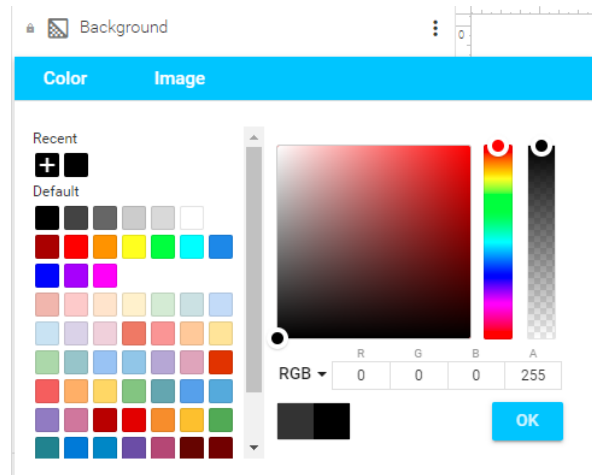 Background
0
Color Image
Recent
Default
R G B A
RGB 0 0 0 255
OK